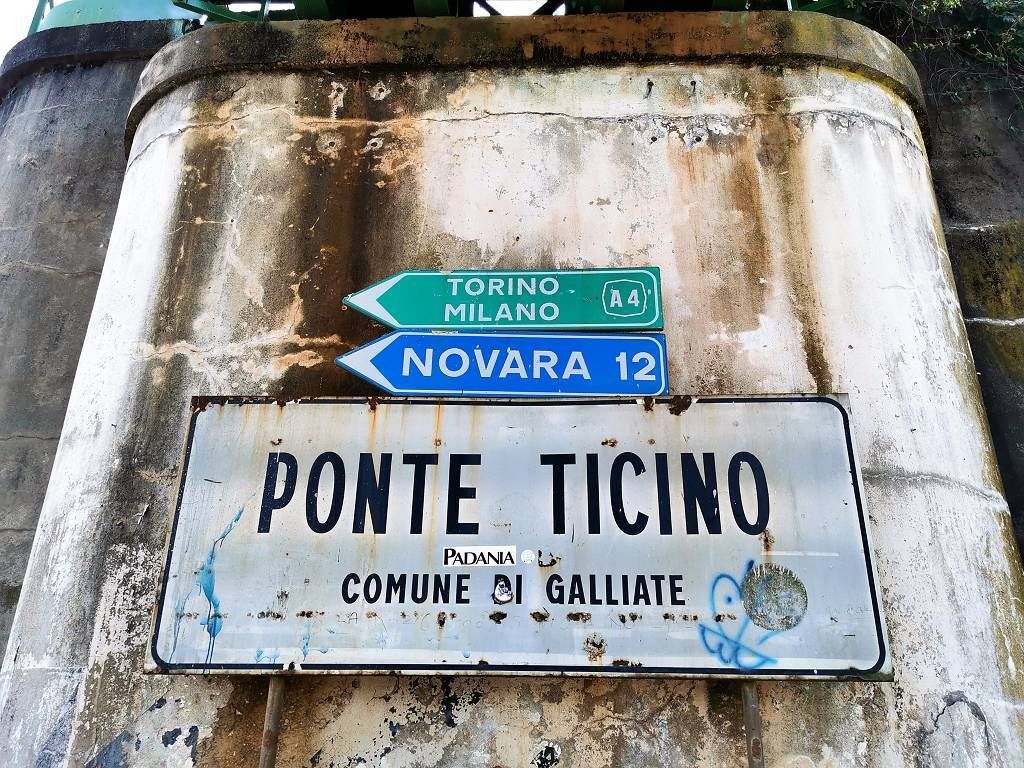 TORINO
MILANO
A4
NOVARA 12
PONTE TICINO
PADANIA
COMUNE DI GALLIATE